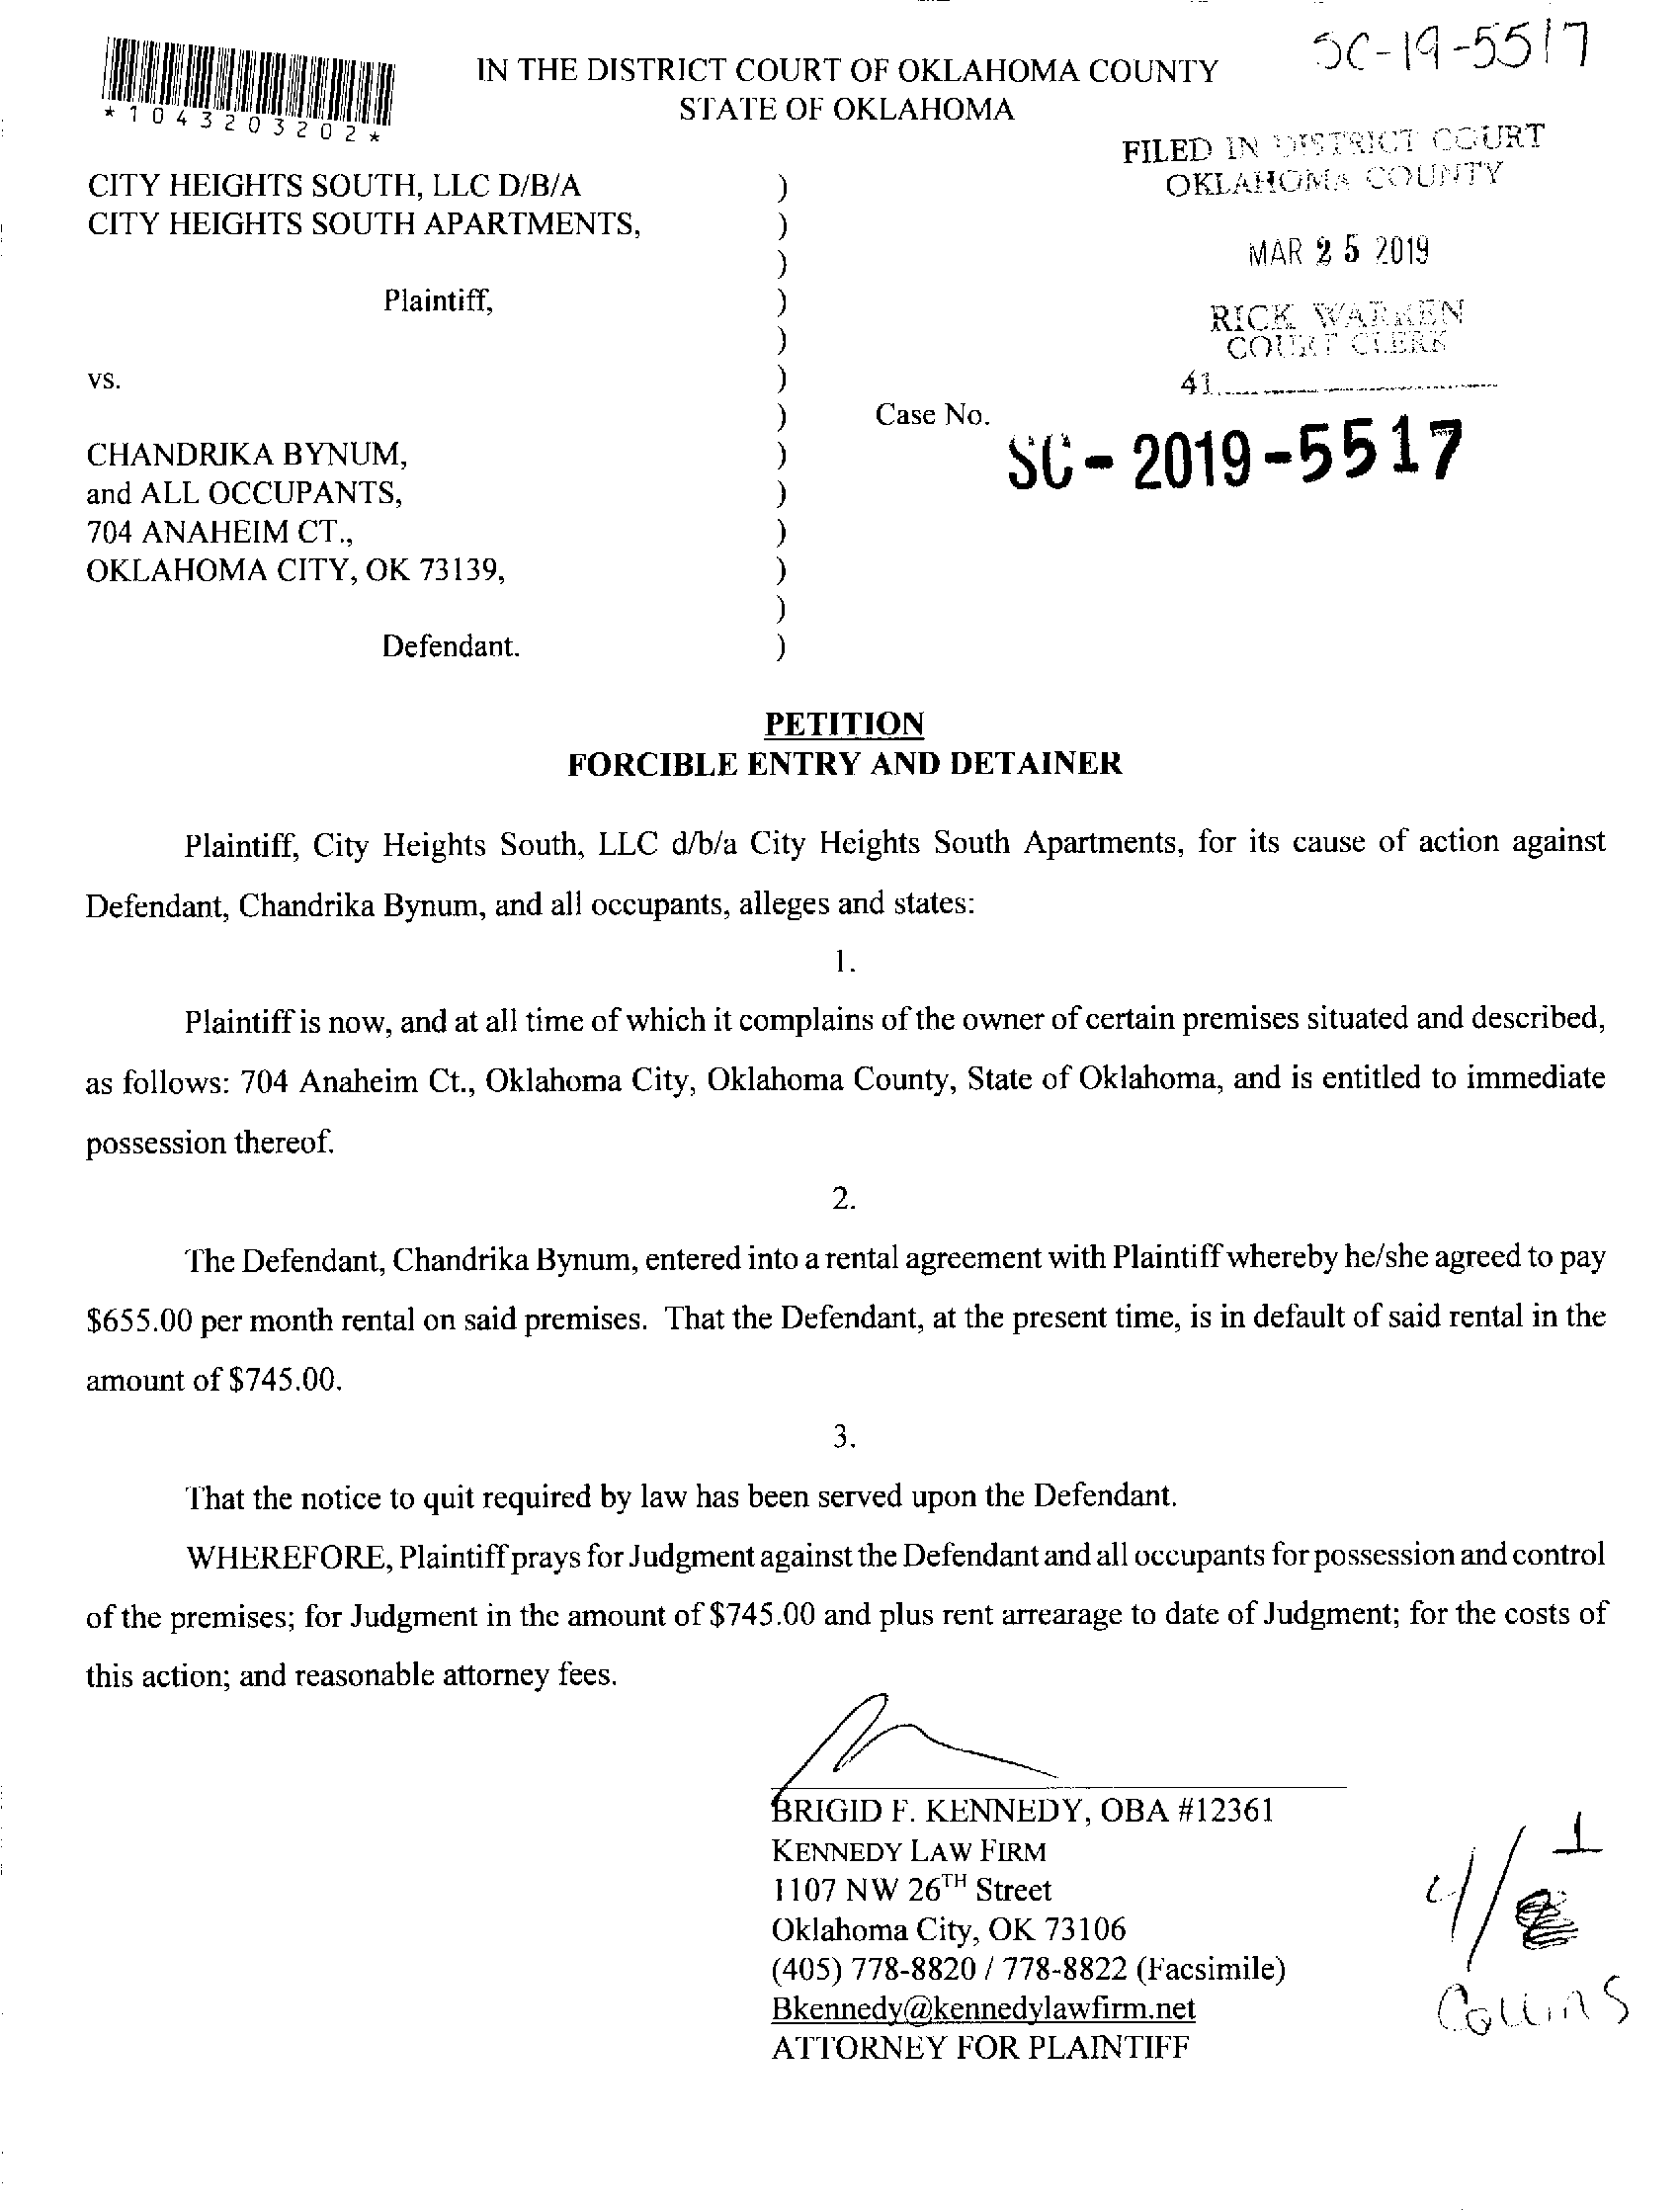 SC-19-5517
IN THE DISTRICT COURT OF OKLAHOMA COUNTY
STATE OF OKLAHOMA
*1043203202*
FILED IN DISTRICT COURT
OKLAHOMA COUNTY
MAR 25 2019
RICK WARREN
COURT CLERK
41
CITY HEIGHTS SOUTH, LLC D/B/A )
CITY HEIGHTS SOUTH APARTMENTS, )
)
Plaintiff, )
)
vs. )
) Case No. SC-2019-5517
CHANDRIKA BYNUM, )
and ALL OCCUPANTS, )
704 ANAHEIM CT., )
OKLAHOMA CITY, OK 73139, )
)
Defendant. )
PETITION
FORCIBLE ENTRY AND DETAINER
Plaintiff, City Heights South, LLC d/b/a City Heights South Apartments, for its cause of action against
Defendant, Chandrika Bynum, and all occupants, alleges and states:
1.
Plaintiff is now, and at all time of which it complains of the owner of certain premises situated and described,
as follows: 704 Anaheim Ct., Oklahoma City, Oklahoma County, State of Oklahoma, and is entitled to immediate
possession thereof.
2.
The Defendant, Chandrika Bynum, entered into a rental agreement with Plaintiff whereby he/she agreed to pay
$655.00 per month rental on said premises. That the Defendant, at the present time, is in default of said rental in the
amount of $745.00.
3.
That the notice to quit required by law has been served upon the Defendant.
WHEREFORE, Plaintiff prays for Judgment against the Defendant and all occupants for possession and control
of the premises; for Judgment in the amount of $745.00 and plus rent arrearage to date of Judgment; for the costs of
this action; and reasonable attorney fees.
BRIGID F. KENNEDY, OBA #12361
KENNEDY LAW FIRM
1107 NW 26TH Street
Oklahoma City, OK 73106
(405) 778-8820 / 778-8822 (Facsimile)
Bkennedy@kennedylawfirm.net
ATTORNEY FOR PLAINTIFF
4/1
Collins